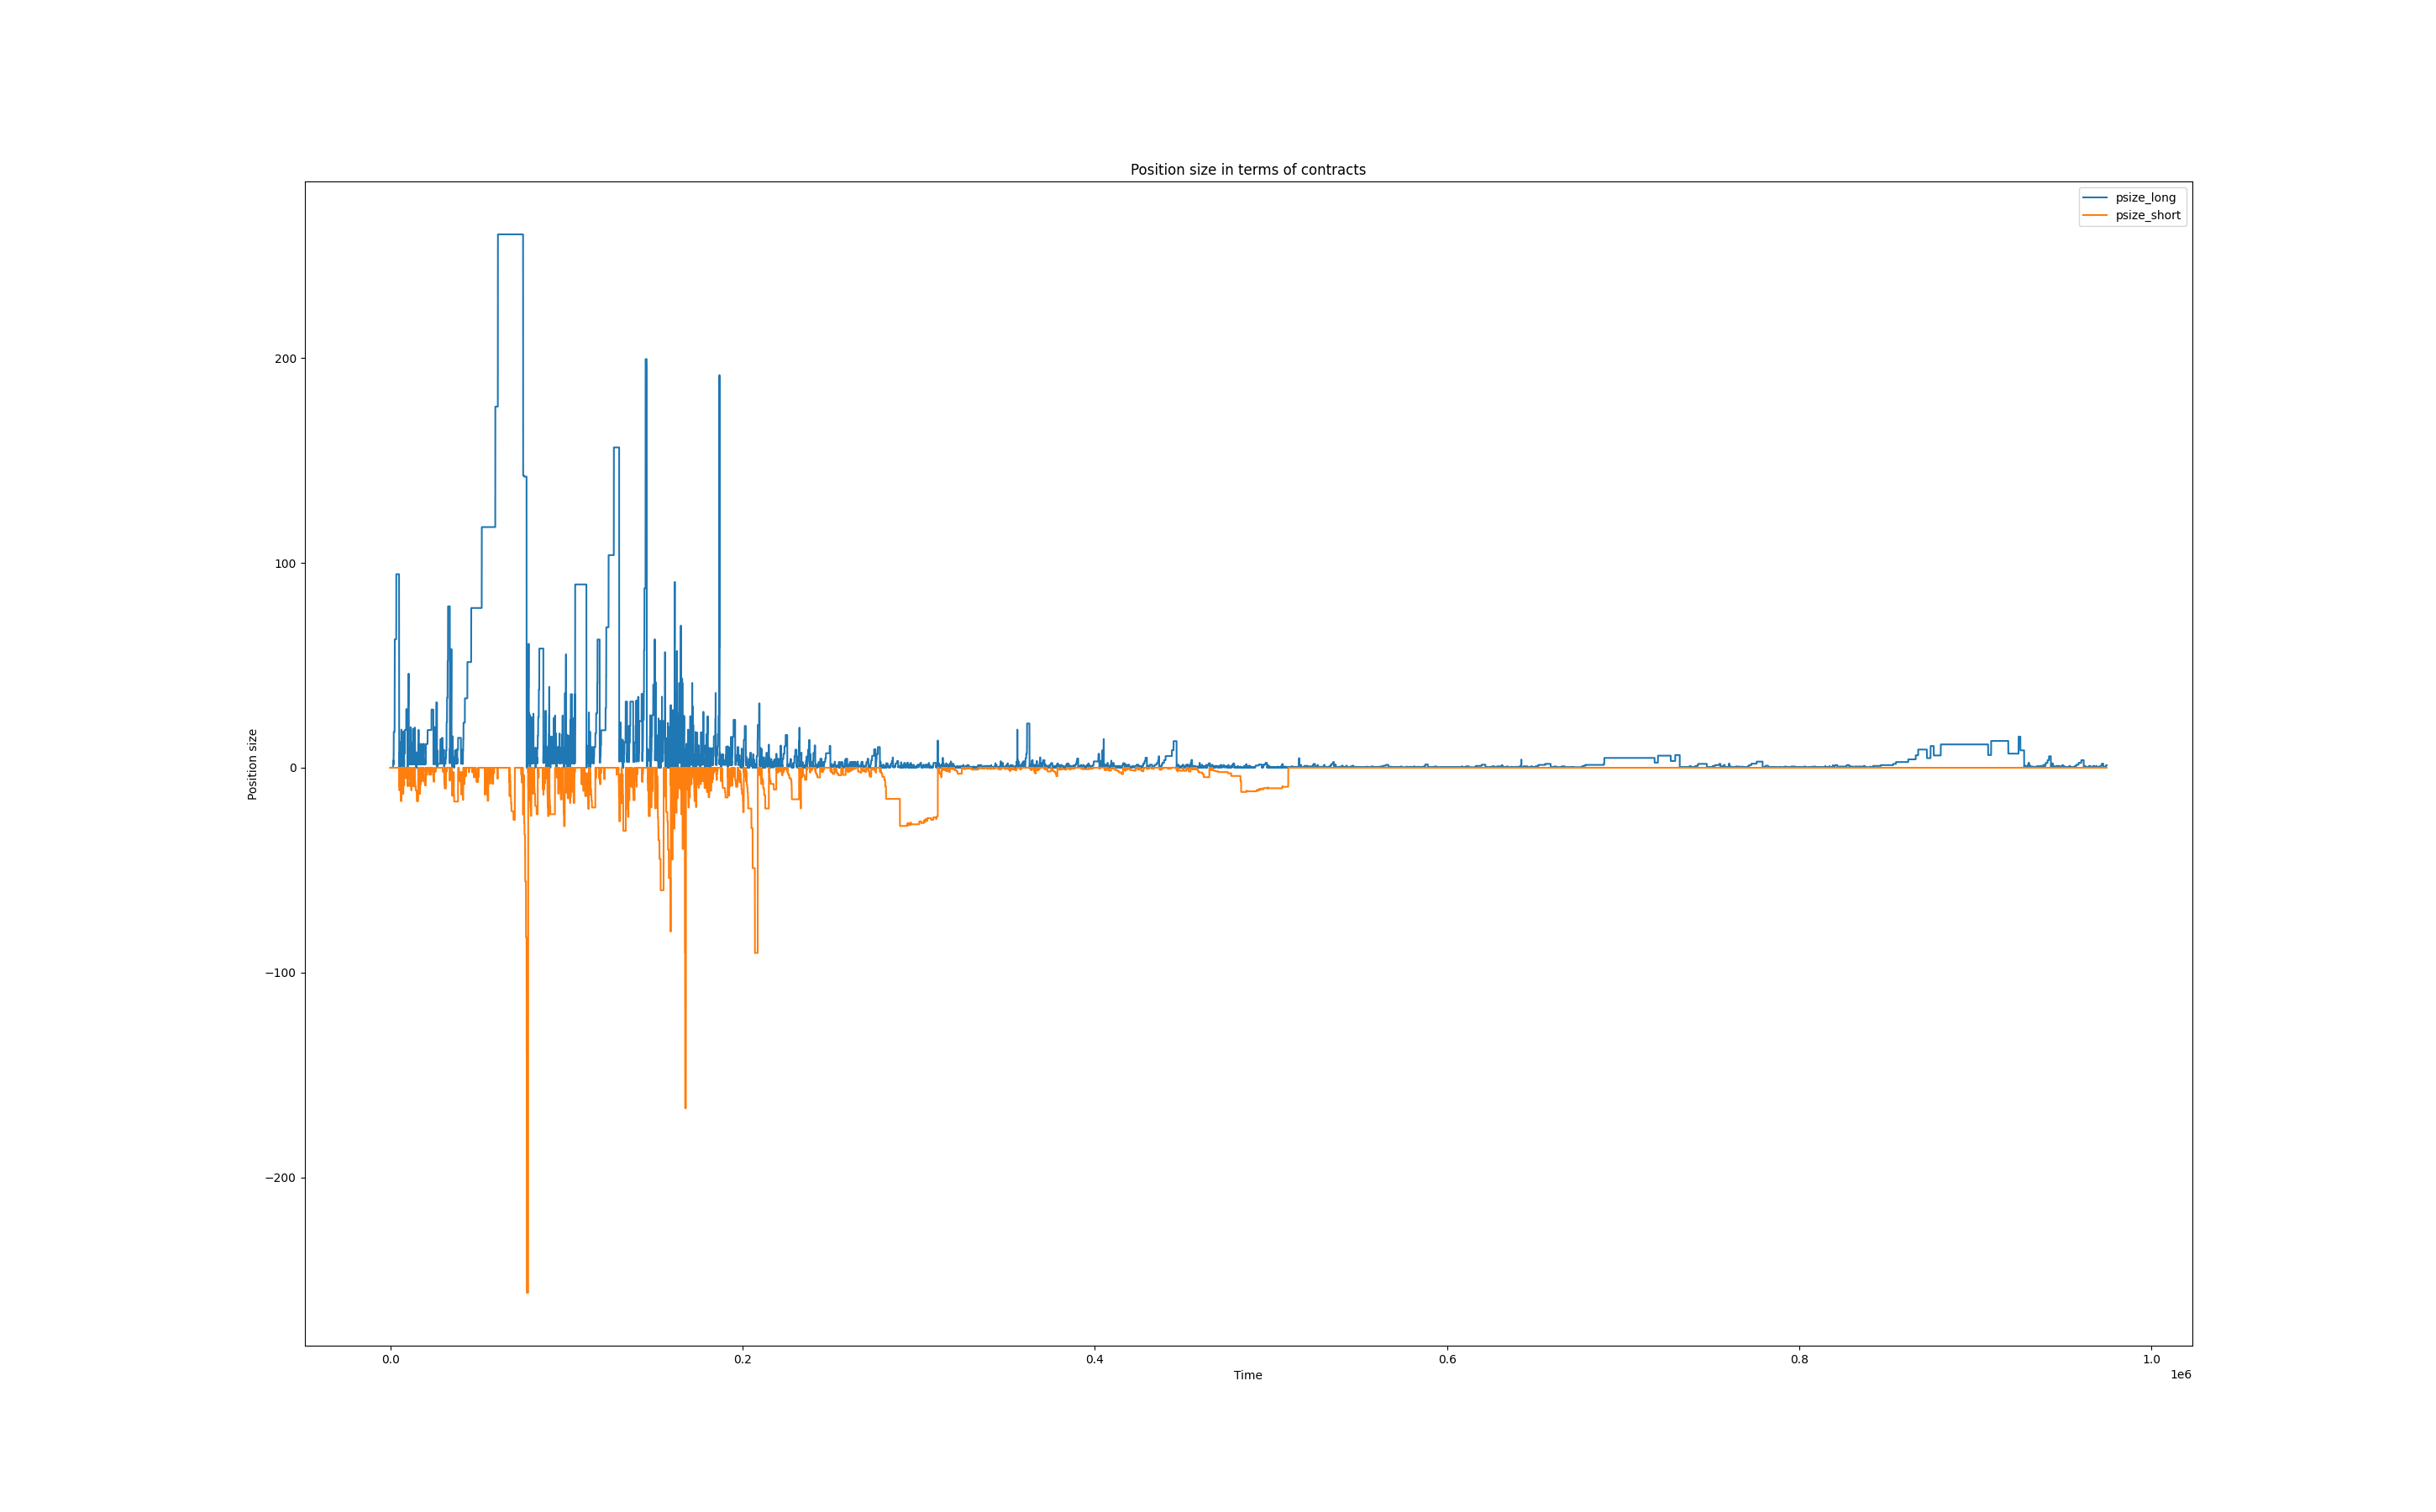 Position size in terms of contracts
psize_long
psize_short
Position size
200
100
0
−100
−200
0.0
0.2
0.4
0.6
0.8
1.0
1e6
Time